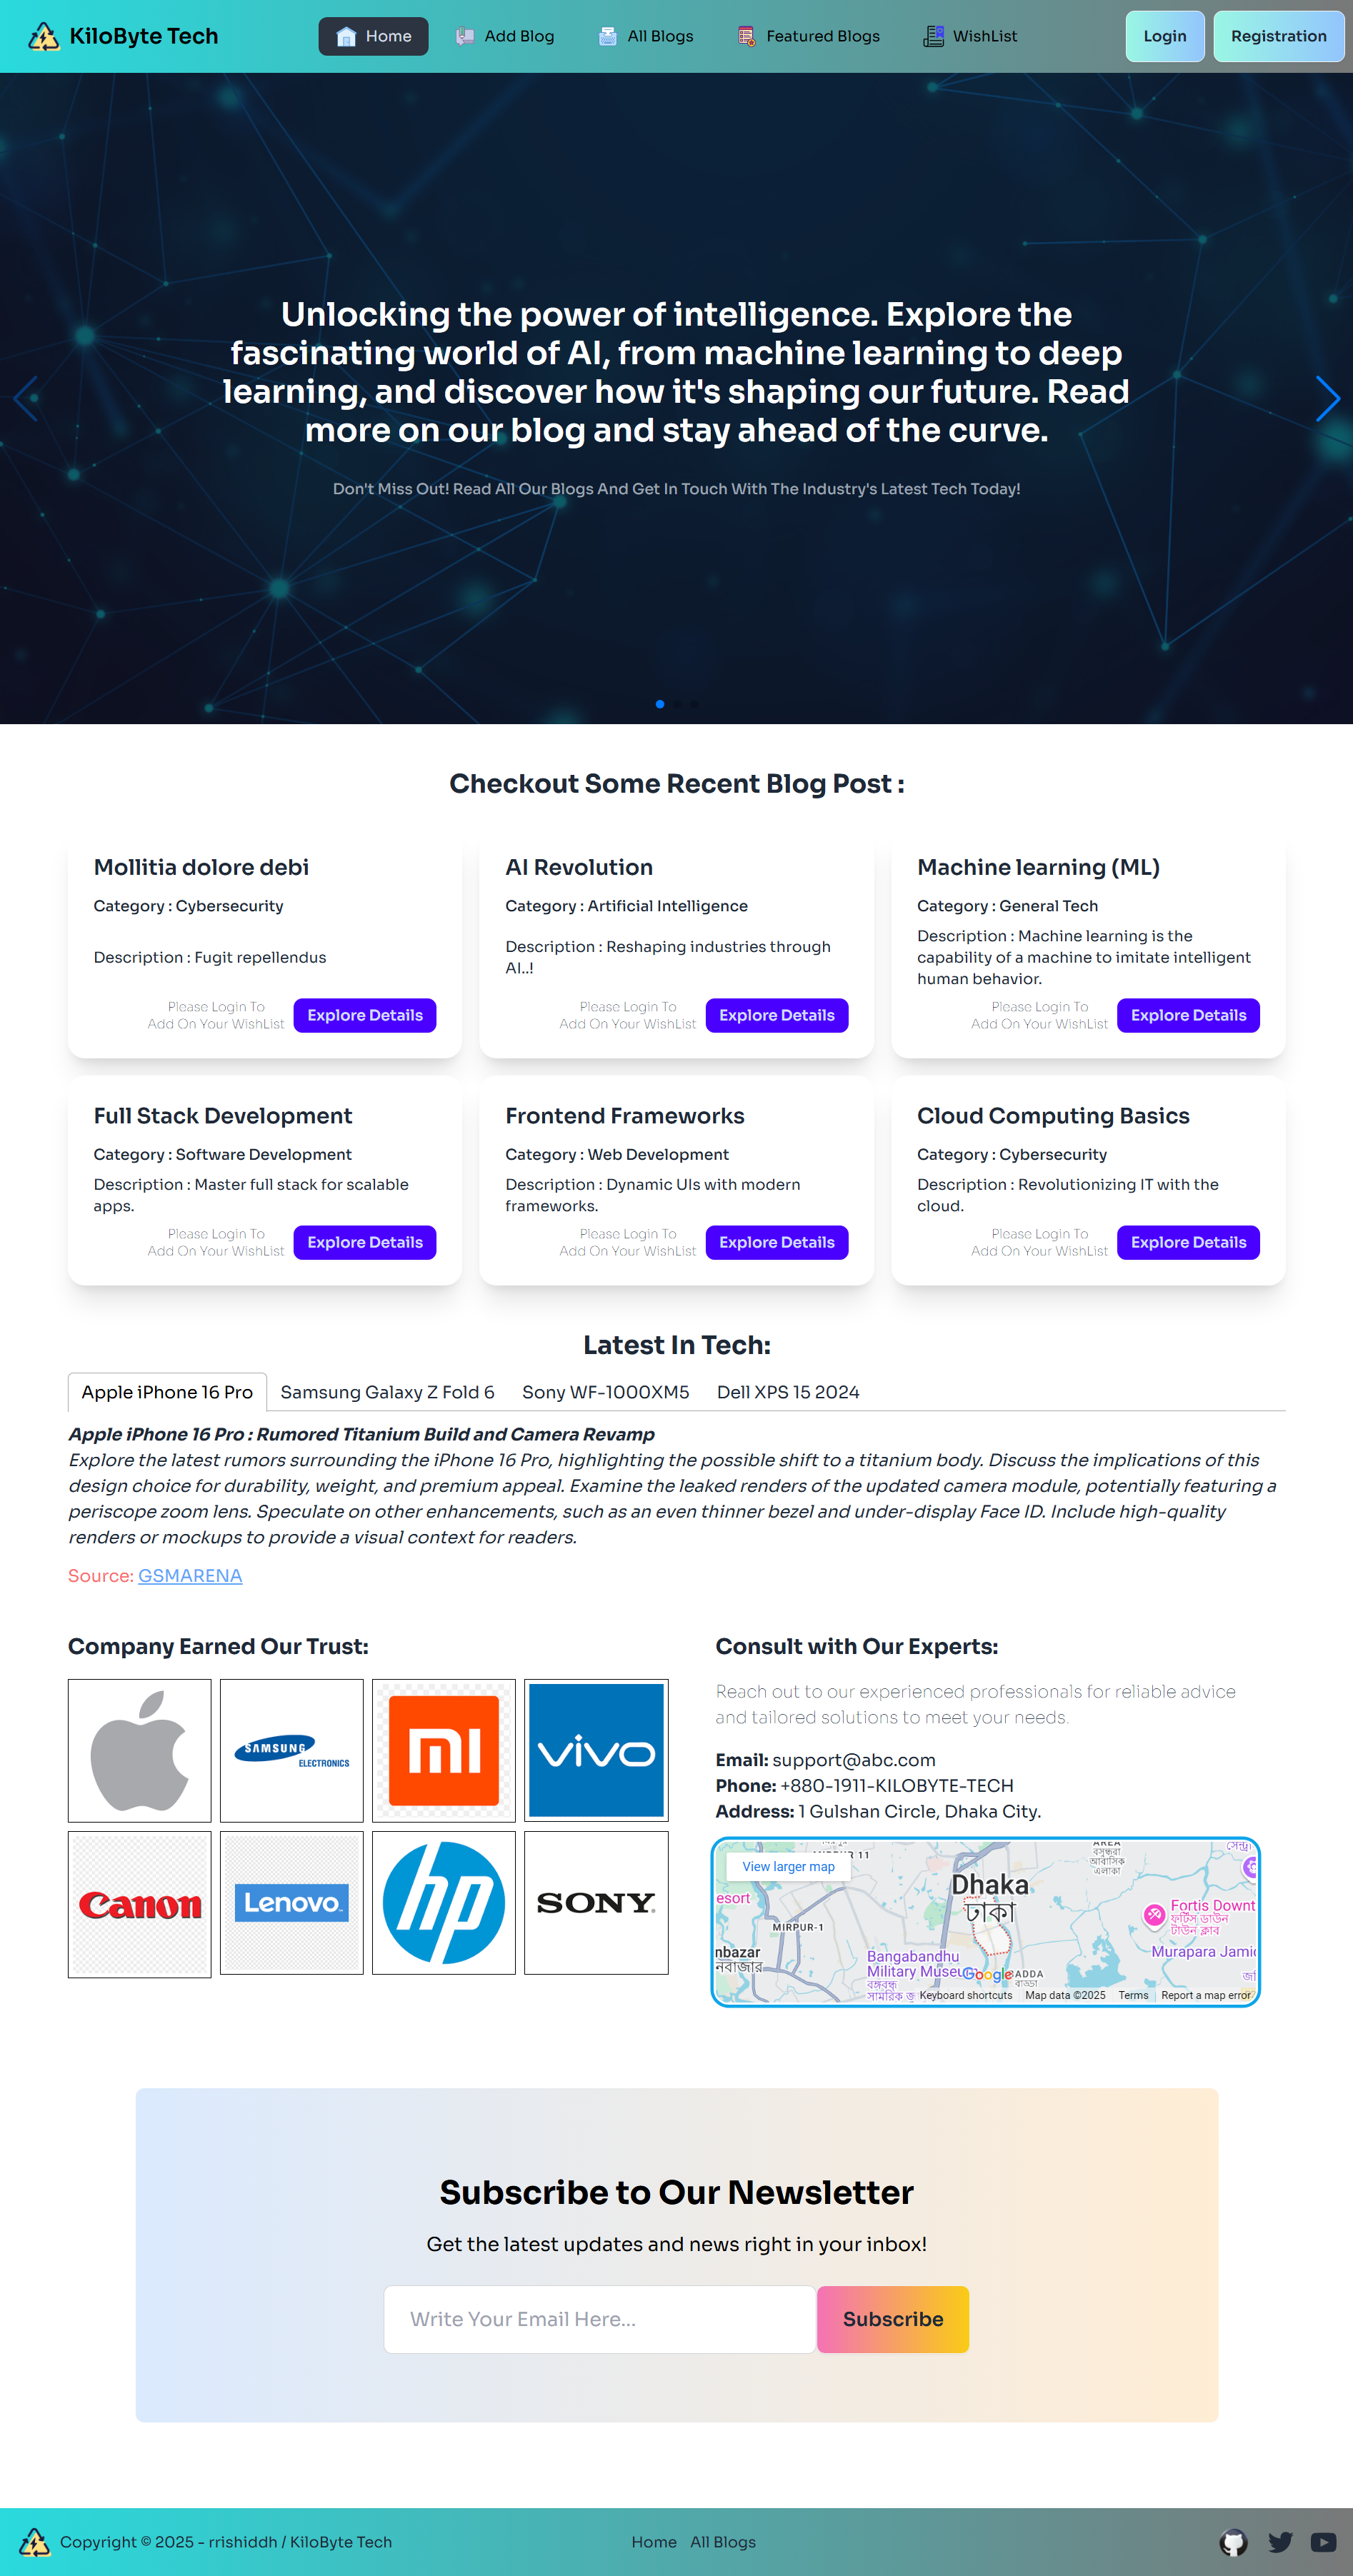 KiloByte Tech
Home
Add Blog
All Blogs
Featured Blogs
WishList
Login
Registration
Unlocking the power of intelligence. Explore the
fascinating world of AI, from machine learning to deep
learning, and discover how it's shaping our future. Read
more on our blog and stay ahead of the curve.
Don't Miss Out! Read All Our Blogs And Get In Touch With The Industry's Latest Tech Today!
Checkout Some Recent Blog Post :
Mollitia dolore debi
Category : Cybersecurity
Description : Fugit repellendus
Please Login To
Add On Your WishList
Explore Details
AI Revolution
Category : Artificial Intelligence
Description : Reshaping industries through
AI..!
Please Login To
Add On Your WishList
Explore Details
Machine learning (ML)
Category : General Tech
Description : Machine learning is the
capability of a machine to imitate intelligent
human behavior.
Please Login To
Add On Your WishList
Explore Details
Full Stack Development
Category : Software Development
Description : Master full stack for scalable
apps.
Please Login To
Add On Your WishList
Explore Details
Frontend Frameworks
Category : Web Development
Description : Dynamic UIs with modern
frameworks.
Please Login To
Add On Your WishList
Explore Details
Cloud Computing Basics
Category : Cybersecurity
Description : Revolutionizing IT with the
cloud.
Please Login To
Add On Your WishList
Explore Details
Latest In Tech:
Apple iPhone 16 Pro
Samsung Galaxy Z Fold 6
Sony WF-1000XM5
Dell XPS 15 2024
Apple iPhone 16 Pro : Rumored Titanium Build and Camera Revamp
Explore the latest rumors surrounding the iPhone 16 Pro, highlighting the possible shift to a titanium body. Discuss the implications of this
design choice for durability, weight, and premium appeal. Examine the leaked renders of the updated camera module, potentially featuring a
periscope zoom lens. Speculate on other enhancements, such as an even thinner bezel and under-display Face ID. Include high-quality
renders or mockups to provide a visual context for readers.
Source: GSMARENA
Company Earned Our Trust:
SAMSUNG
ELECTRONICS
mi
vivo
Canon
Lenovo
hp
SONY
Consult with Our Experts:
Reach out to our experienced professionals for reliable advice
and tailored solutions to meet your needs.
Email: support@abc.com
Phone: +880-1911-KILOBYTE-TECH
Address: 1 Gulshan Circle, Dhaka City.
View larger map
11
AREA
বসুন্ধরা
আবাসিক
এলাকা
esort
Dhaka
ঢাকা
MIRPUR-1
Fortis Downt
ফর্টিস ডাউন
টাউন ক্লাব
nbazar
নবাজার
Bangabandhu
Military Museu
বঙ্গবন্ধু
সামরিক জ
Google
BADDA
বাড্ডা
Murapara Jami
Keyboard shortcuts
Map data ©2025
Terms
Report a map error
Subscribe to Our Newsletter
Get the latest updates and news right in your inbox!
Write Your Email Here...
Subscribe
Copyright © 2025 - rrishiddh / KiloByte Tech
Home
All Blogs